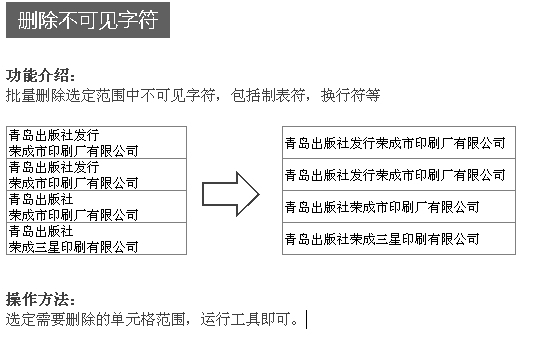 删除不可见字符
功能介绍：
批量删除选定范围中不可见字符，包括制表符，换行符等
青岛出版社发行
荣成市印刷厂有限公司
青岛出版社发行
荣成市印刷厂有限公司
青岛出版社
荣成市印刷厂有限公司
青岛出版社
荣成三星印刷有限公司
青岛出版社发行荣成市印刷厂有限公司
青岛出版社发行荣成市印刷厂有限公司
青岛出版社荣成市印刷厂有限公司
青岛出版社荣成三星印刷有限公司
操作方法：
选定需要删除的单元格范围，运行工具即可。